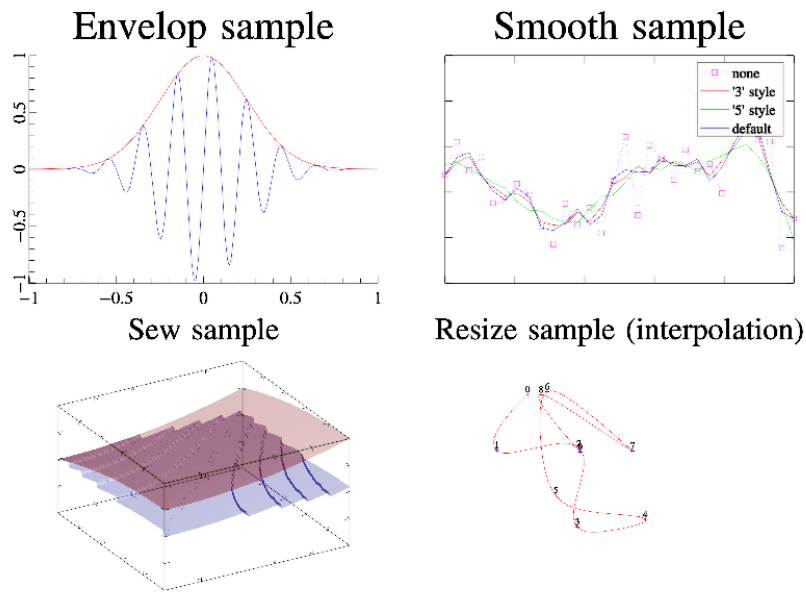 Envelop sample
Smooth sample
1
0.5
0
−0.5
−1
−1
−0.5
0
0.5
1
none
'3' style
'5' style
default
Sew sample
Resize sample (interpolation)
0
8
6
1
7
5
4
3